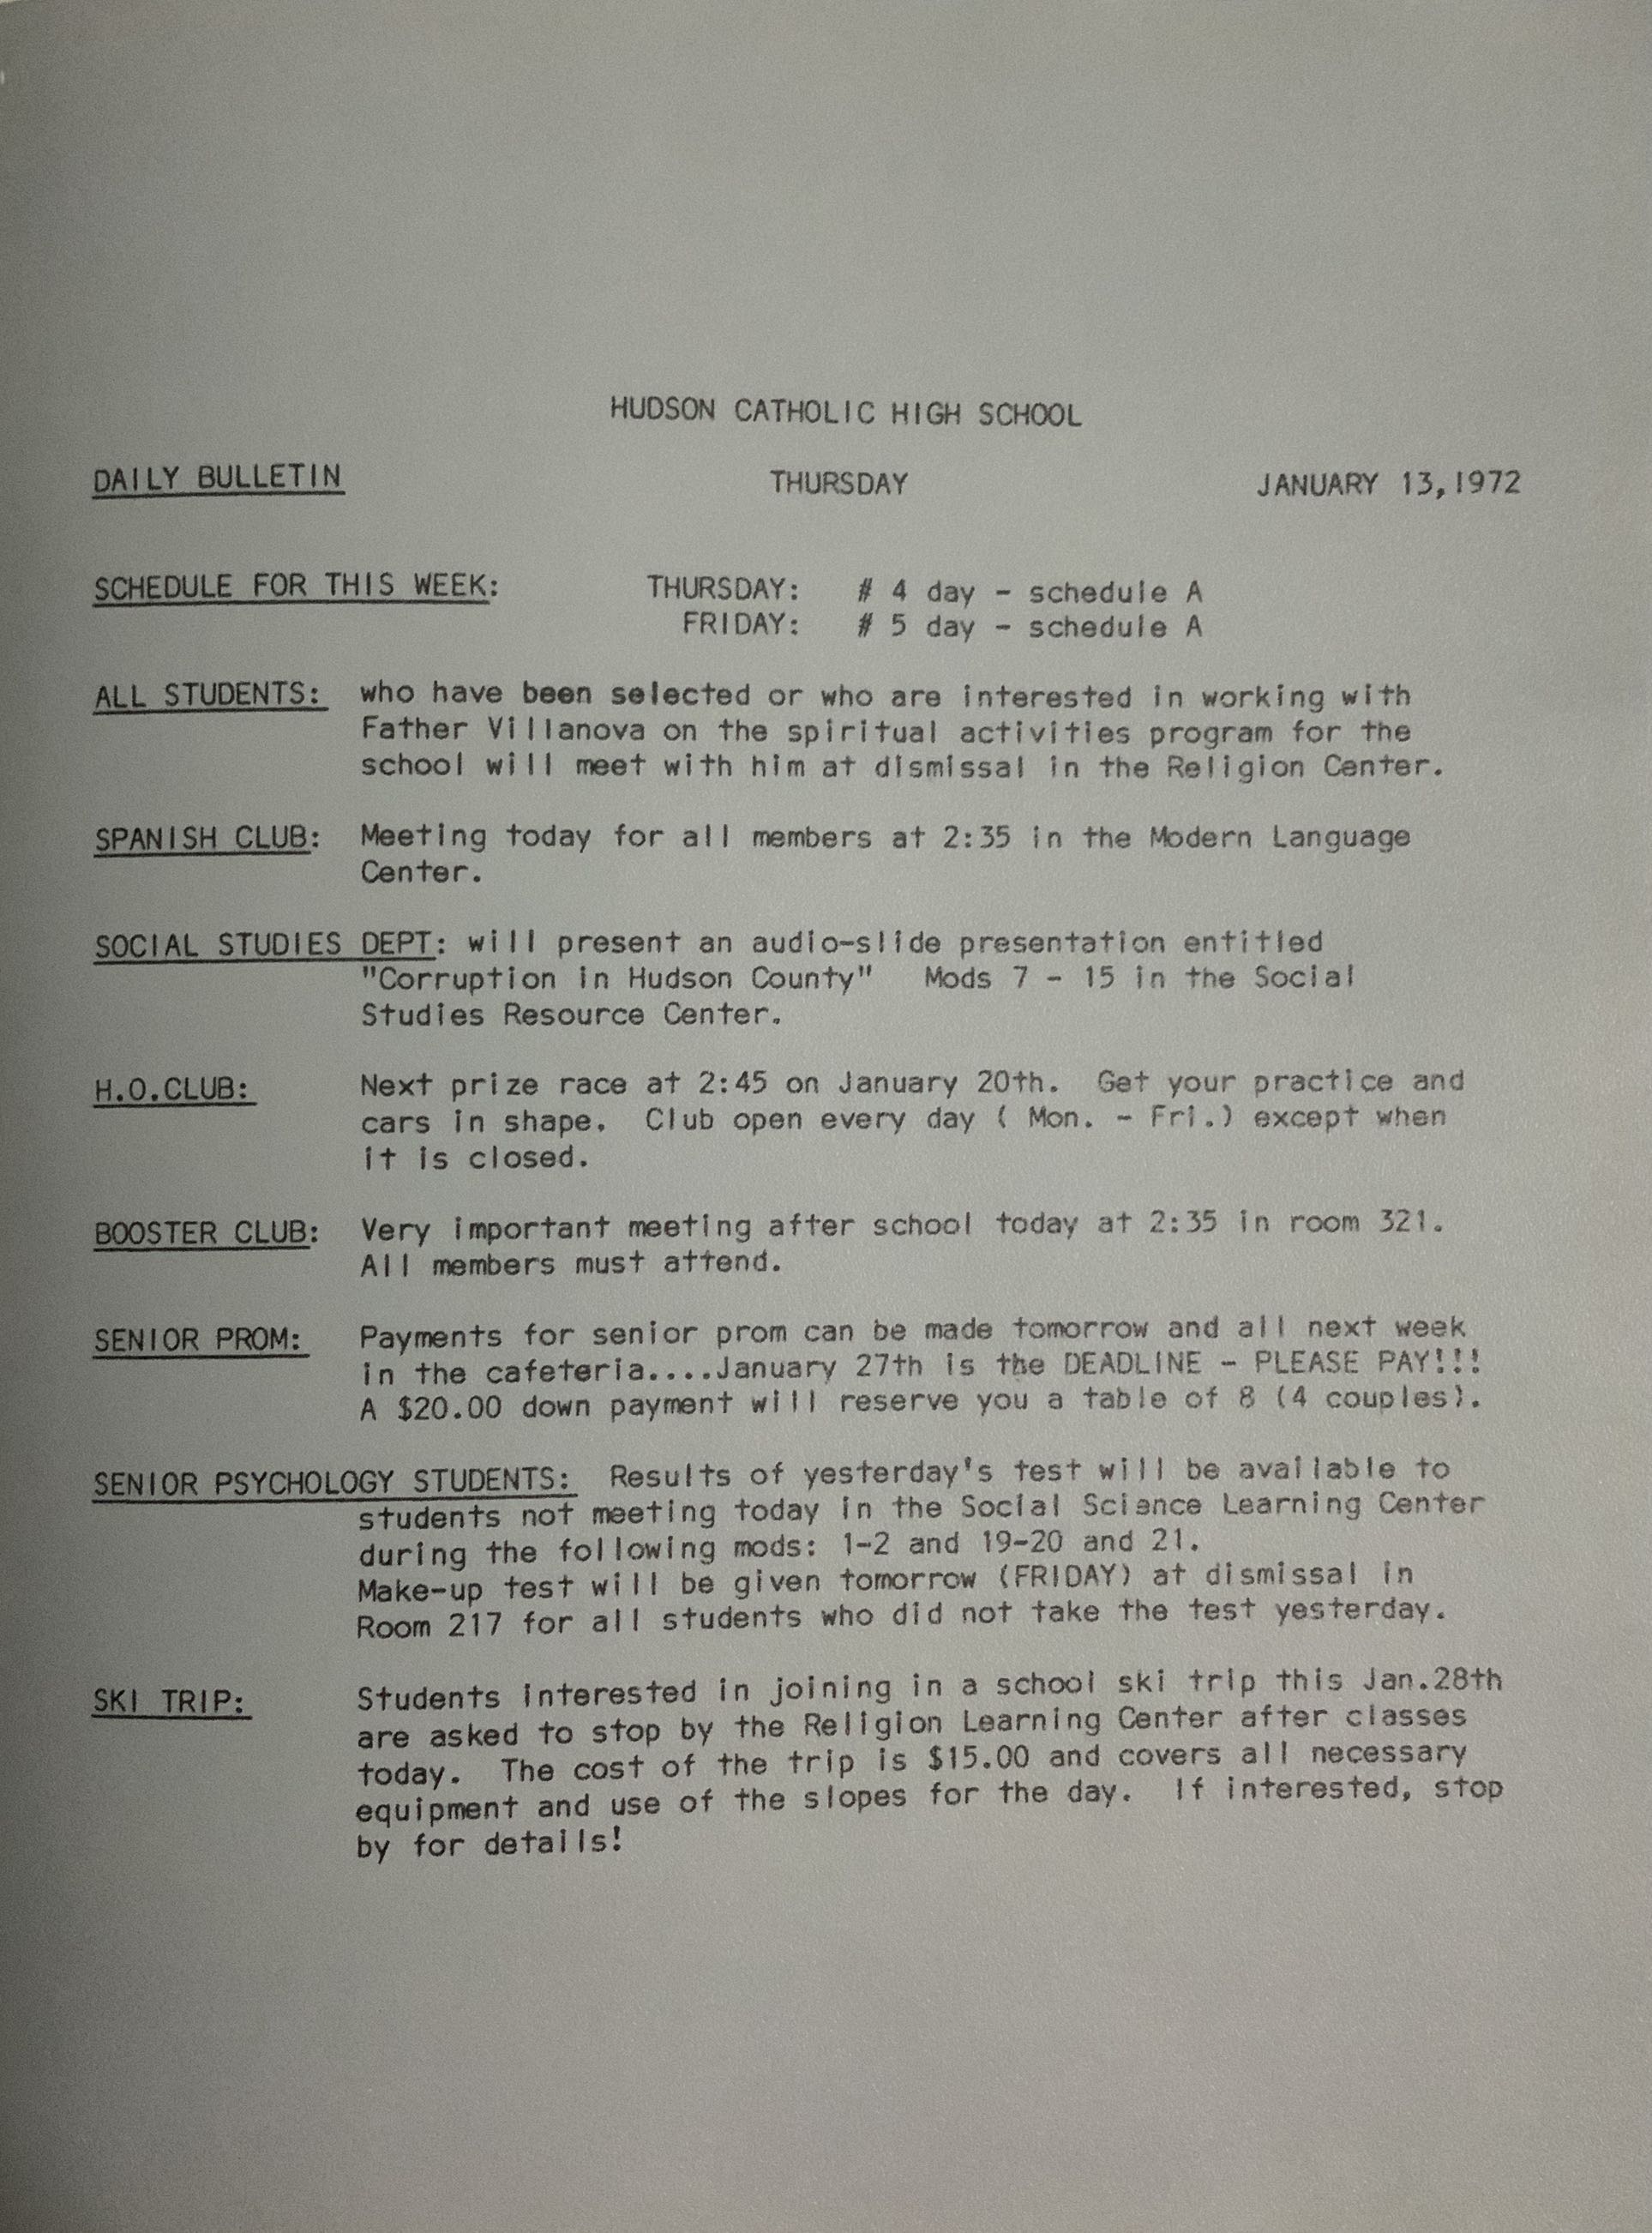 HUDSON CATHOLIC HIGH SCHOOL
DAILY BULLETIN THURSDAY JANUARY 13,1972
SCHEDULE FOR THIS WEEK: THURSDAY: # 4 day - schedule A
FRIDAY: # 5 day - schedule A
ALL STUDENTS: who have been selected or who are interested in working with
Father Villanova on the spiritual activities program for the
school will meet with him at dismissal in the Religion Center.
SPANISH CLUB: Meeting today for all members at 2:35 in the Modern Language
Center.
SOCIAL STUDIES DEPT: will present an audio-slide presentation entitled
"Corruption in Hudson County" Mods 7 - 15 in the Social
Studies Resource Center.
H.O.CLUB: Next prize race at 2:45 on January 20th. Get your practice and
cars in shape. Club open every day ( Mon. - Fri.) except when
it is closed.
BOOSTER CLUB: Very important meeting after school today at 2:35 in room 321.
All members must attend.
SENIOR PROM: Payments for senior prom can be made tomorrow and all next week
in the cafeteria....January 27th is the DEADLINE - PLEASE PAY!!!
A $20.00 down payment will reserve you a table of 8 (4 couples).
SENIOR PSYCHOLOGY STUDENTS: Results of yesterday's test will be available to
students not meeting today in the Social Science Learning Center
during the following mods: 1-2 and 19-20 and 21.
Make-up test will be given tomorrow (FRIDAY) at dismissal in
Room 217 for all students who did not take the test yesterday.
SKI TRIP: Students interested in joining in a school ski trip this Jan.28th
are asked to stop by the Religion Learning Center after classes
today. The cost of the trip is $15.00 and covers all necessary
equipment and use of the slopes for the day. If interested, stop
by for details!